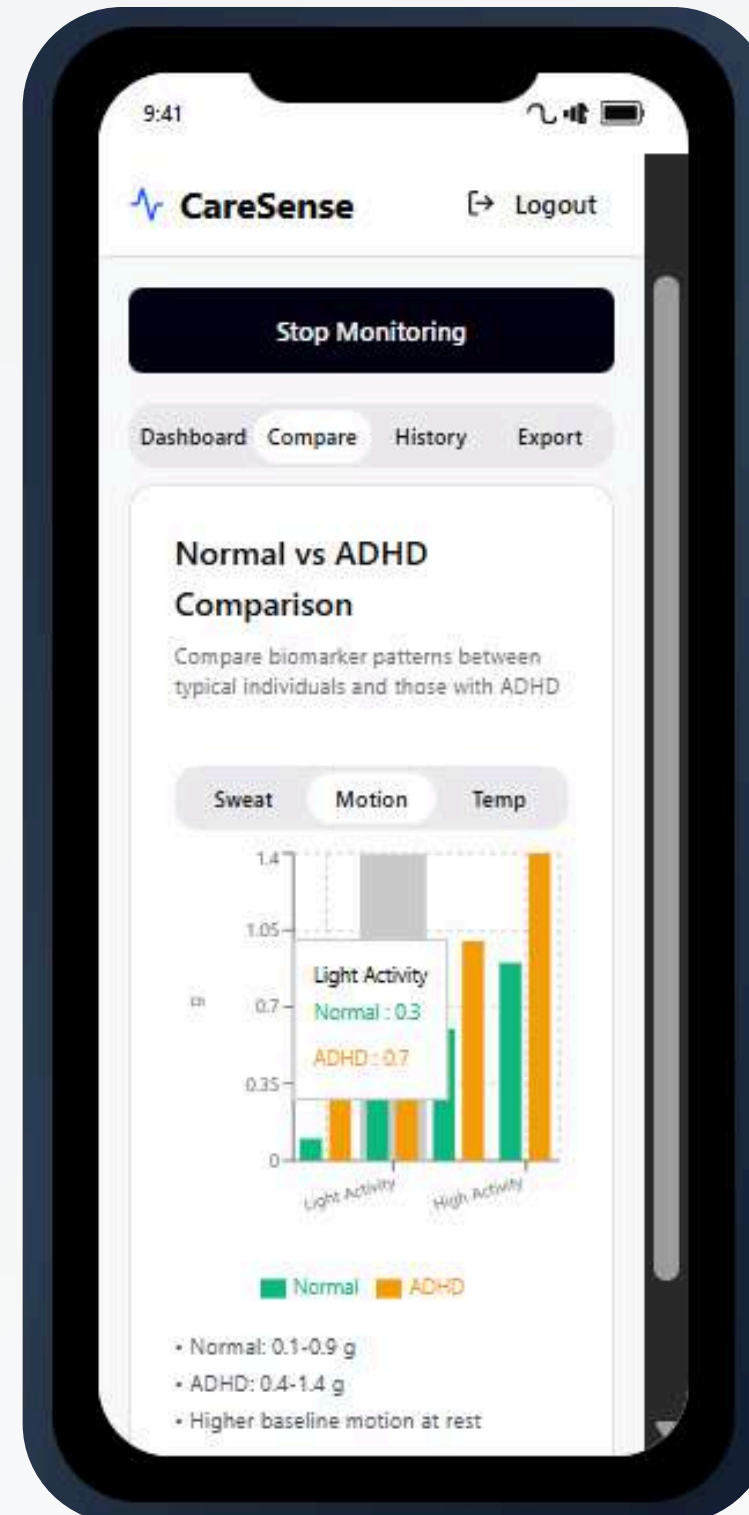 9:41
CareSense
Logout
Stop Monitoring
Dashboard Compare History Export
Normal vs ADHD
Comparison
Compare biomarker patterns between
typical individuals and those with ADHD
Sweat Motion Temp
1.4
1.05
0.7
0.35
0
g
Light Activity
Normal : 0.3
ADHD : 0.7
Light Activity High Activity
Normal ADHD
• Normal: 0.1-0.9 g
• ADHD: 0.4-1.4 g
• Higher baseline motion at rest